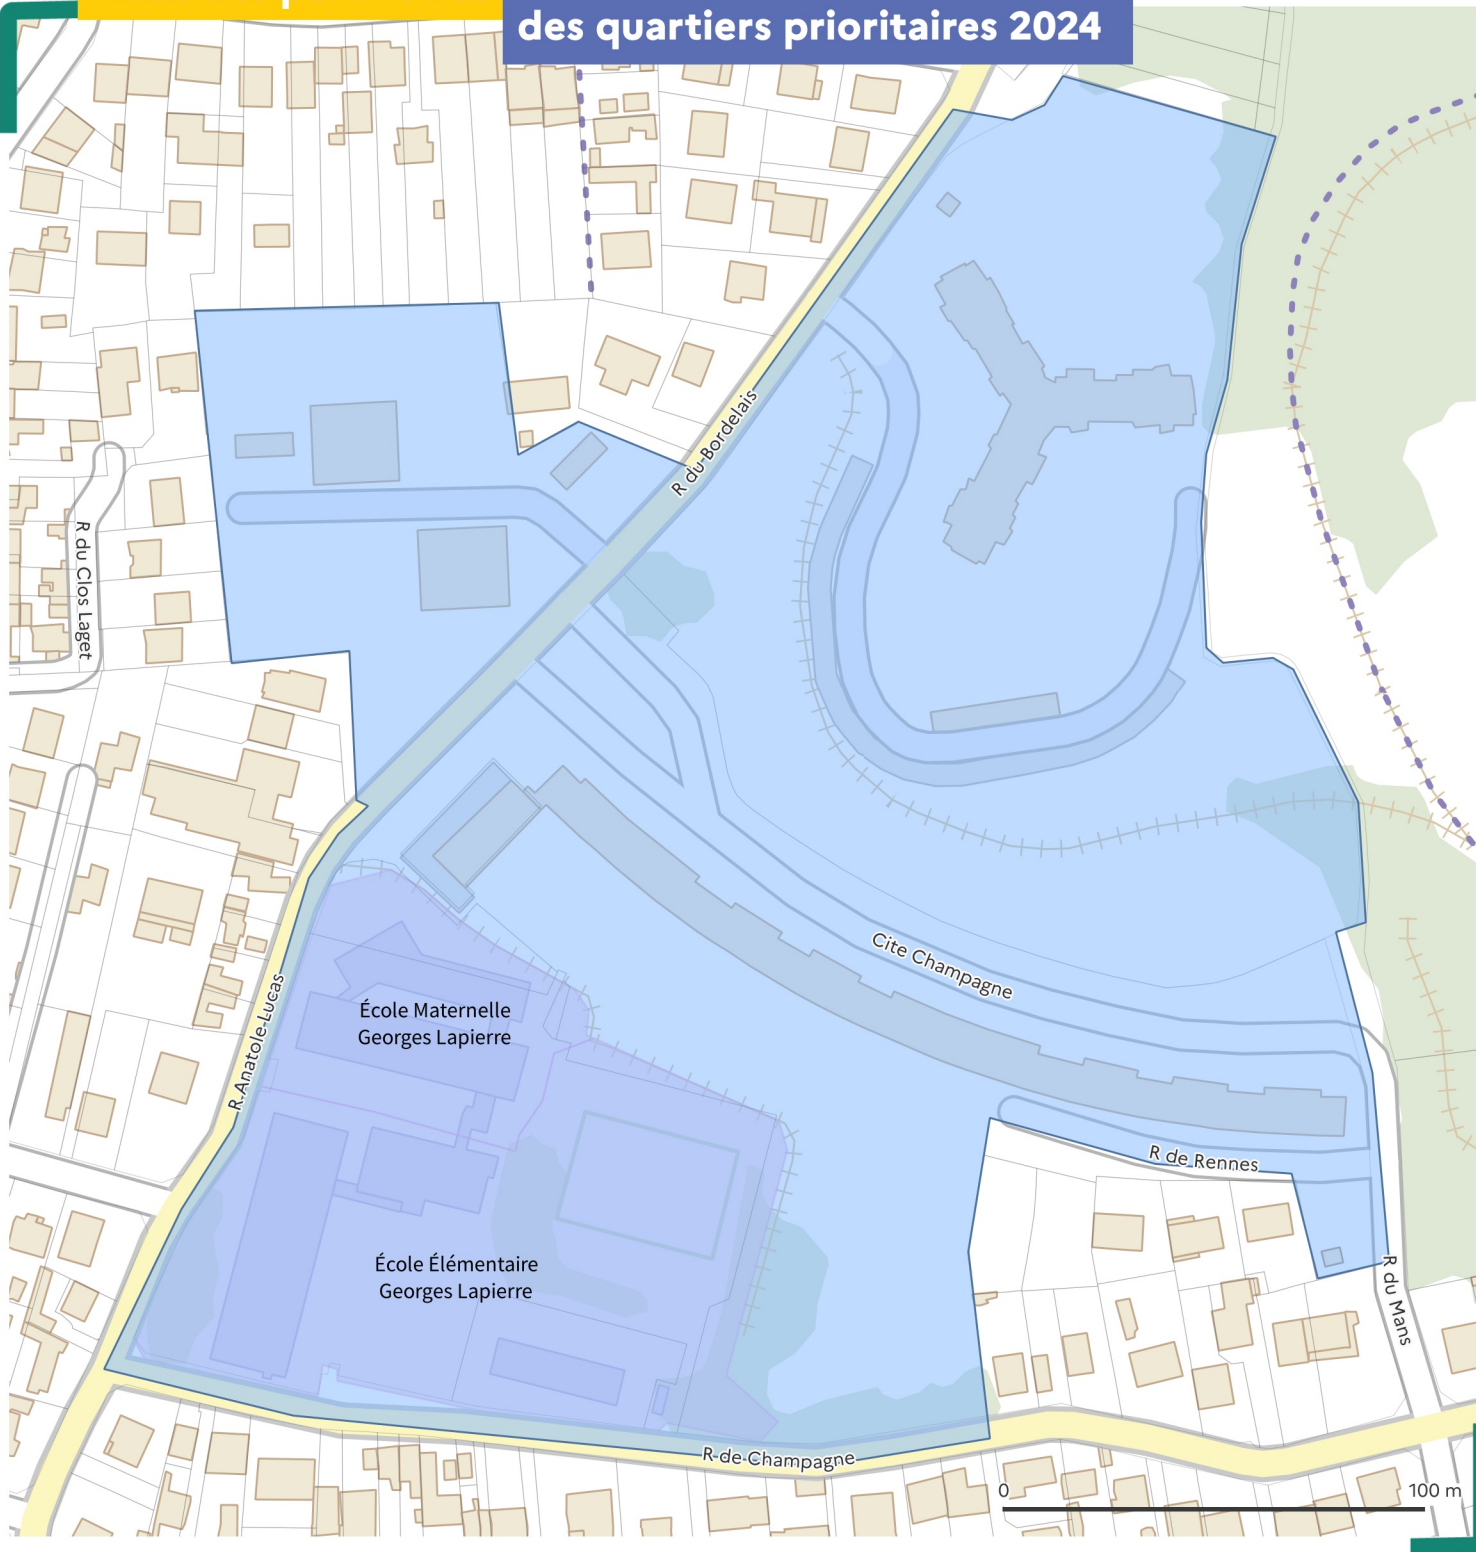 des quartiers prioritaires 2024
R du Bordelais
R du Clos Laget
Cite Champagne
R Anatole-Lucas
École Maternelle
Georges Lapierre
R de Rennes
École Élémentaire
Georges Lapierre
R du Mans
R de Champagne
0
100 m